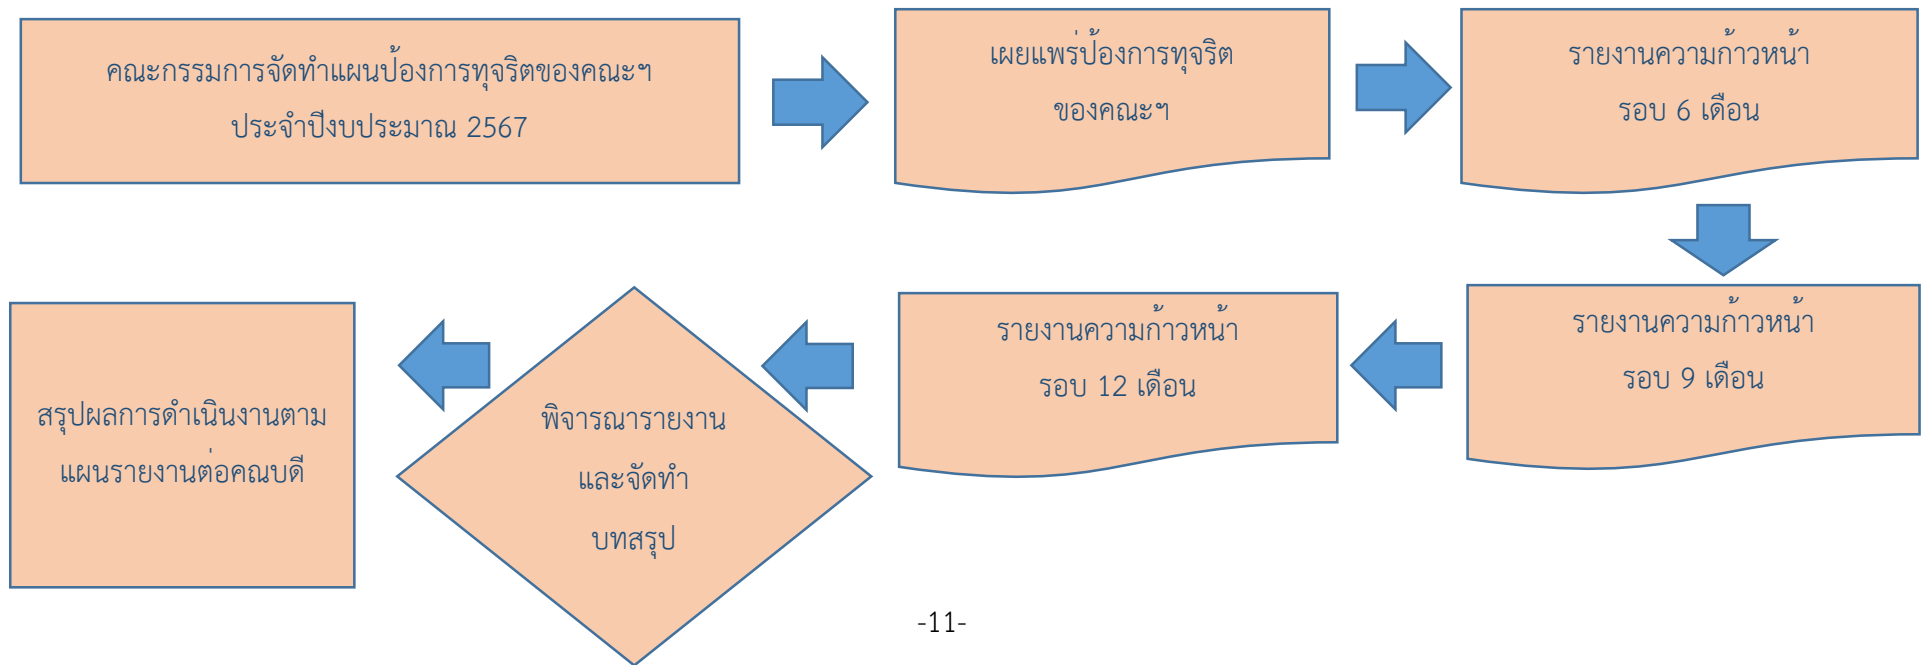 คณะกรรมการจัดทำแผนป้องการทุจริตของคณะฯ
ประจำปีงบประมาณ 2567
เผยแพร่ป้องการทุจริต
ของคณะฯ
รายงานความก้าวหน้า
รอบ 6 เดือน
รายงานความก้าวหน้า
รอบ 9 เดือน
รายงานความก้าวหน้า
รอบ 12 เดือน
พิจารณารายงาน
และจัดทำ
บทสรุป
สรุปผลการดำเนินงานตาม
แผนรายงานต่อคณบดี
-11-